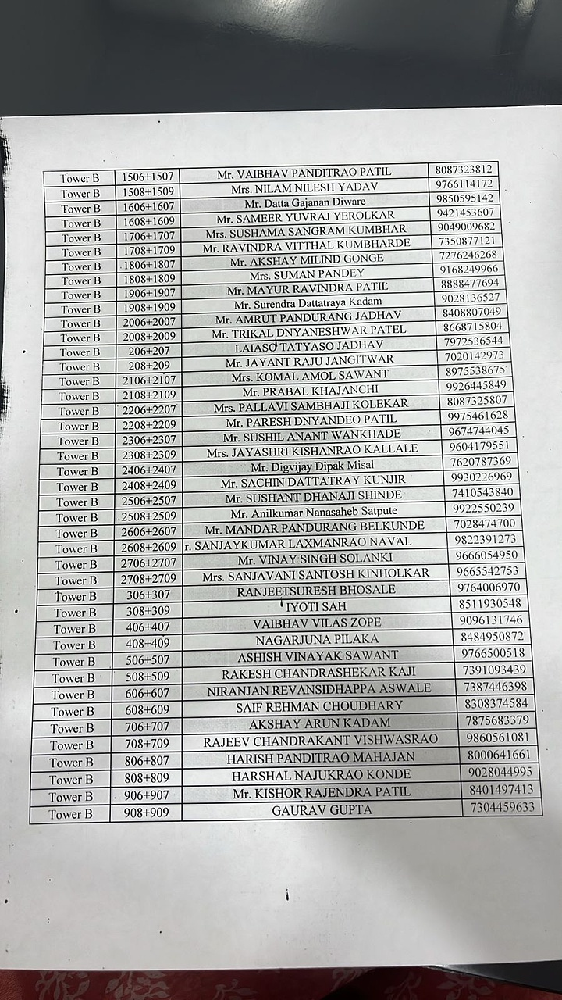 Tower B 1506+1507 Mr. VAIBHAV PANDITRAO PATIL 8087323812
Tower B 1508+1509 Mrs. NILAM NILESH YADAV 9766114172
Tower B 1606+1607 Mr. Datta Gajanan Diware 9850595142
Tower B 1608+1609 Mr. SAMEER YUVRAJ YEROLKAR 9421453607
Tower B 1706+1707 Mrs. SUSHAMA SANGRAM KUMBHAR 9049009682
Tower B 1708+1709 Mr. RAVINDRA VITTHAL KUMBHARDE 7350877121
Tower B 1806+1807 Mr. AKSHAY MILIND GONGE 7276246268
Tower B 1808+1809 Mrs. SUMAN PANDEY 9168249966
Tower B 1906+1907 Mr. MAYUR RAVINDRA PATIL 8888477694
Tower B 1908+1909 Mr. Surendra Dattatraya Kadam 9028136527
Tower B 2006+2007 Mr. AMRUT PANDURANG JADHAV 8408807049
Tower B 2008+2009 Mr. TRIKAL DNYANESHWAR PATEL 8668715804
Tower B 206+207 LAIASO TATYASO JADHAV 7972536544
Tower B 208+209 Mr. JAYANT RAJU JANGITWAR 7020142973
Tower B 2106+2107 Mrs. KOMAL AMOL SAWANT 8975538675
Tower B 2108+2109 Mr. PRABAL KHAJANCHI 9926445849
Tower B 2206+2207 Mrs. PALLAVI SAMBHAJI KOLEKAR 8087325807
Tower B 2208+2209 Mr. PARESH DNYANDEO PATIL 9975461628
Tower B 2306+2307 Mr. SUSHIL ANANT WANKHADE 9674744045
Tower B 2308+2309 Mrs. JAYASHRI KISHANRAO KALLALE 9604179551
Tower B 2406+2407 Mr. Digvijay Dipak Misal 7620787369
Tower B 2408+2409 Mr. SACHIN DATTATRAY KUNJIR 9930226969
Tower B 2506+2507 Mr. SUSHANT DHANAJI SHINDE 7410543840
Tower B 2508+2509 Mr. Anilkumar Nanasaheb Satpute 9922550239
Tower B 2606+2607 Mr. MANDAR PANDURANG BELKUNDE 7028474700
Tower B 2608+2609 r. SANJAYKUMAR LAXMANRAO NAVAL 9822391273
Tower B 2706+2707 Mr. VINAY SINGH SOLANKI 9666054950
Tower B 2708+2709 Mrs. SANJAVANI SANTOSH KINHOLKAR 9665542753
Tower B 306+307 RANJEETSURESH BHOSALE 9764006970
Tower B 308+309 IYOTI SAH 8511930548
Tower B 406+407 VAIBHAV VILAS ZOPE 9096131746
Tower B 408+409 NAGARJUNA PILAKA 8484950872
Tower B 506+507 ASHISH VINAYAK SAWANT 9766500518
Tower B 508+509 RAKESH CHANDRASHEKAR KAJI 7391093439
Tower B 606+607 NIRANJAN REVANSIDHAPPA ASWALE 7387446398
Tower B 608+609 SAIF REHMAN CHOUDHARY 8308374584
Tower B 706+707 AKSHAY ARUN KADAM 7875683379
Tower B 708+709 RAJEEV CHANDRAKANT VISHWASRAO 9860561081
Tower B 806+807 HARISH PANDITRAO MAHAJAN 8000641661
Tower B 808+809 HARSHAL NAJUKRAO KONDE 9028044995
Tower B 906+907 Mr. KISHOR RAJENDRA PATIL 8401497413
Tower B 908+909 GAURAV GUPTA 7304459633